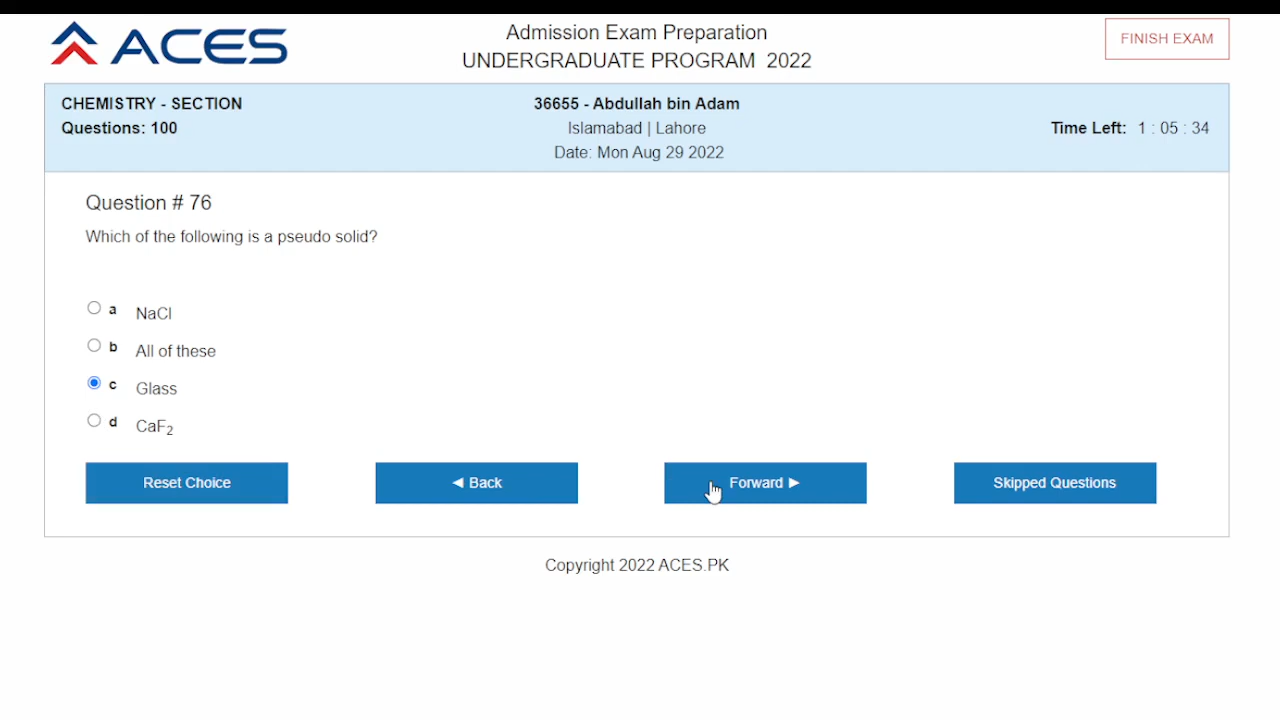 ACES
Admission Exam Preparation
UNDERGRADUATE PROGRAM 2022
FINISH EXAM
CHEMISTRY - SECTION
Questions: 100
36655 - Abdullah bin Adam
Islamabad | Lahore
Date: Mon Aug 29 2022
Time Left: 1 : 05 : 34
Question # 76
Which of the following is a pseudo solid?
a NaCl
b All of these
c Glass
d CaF₂
Reset Choice
◀ Back
Forward ▶
Skipped Questions
Copyright 2022 ACES.PK